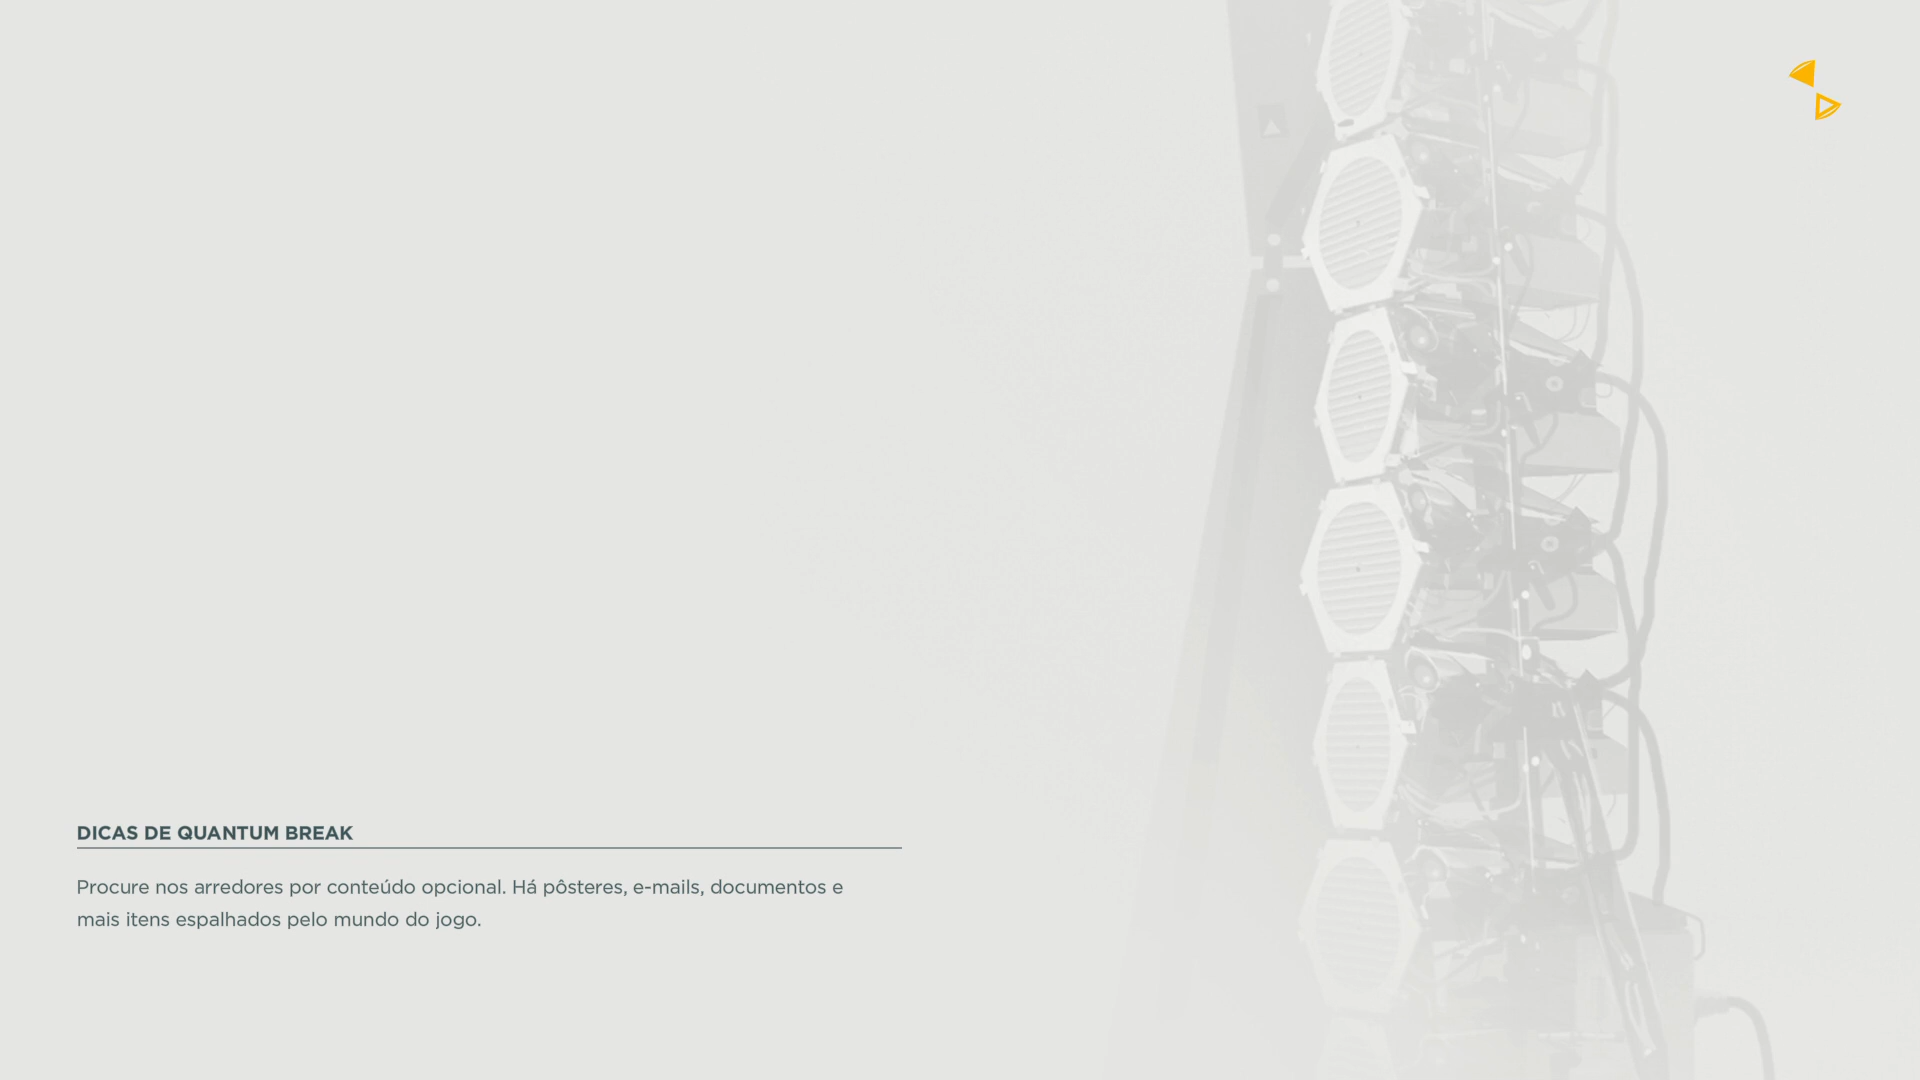 DICAS DE QUANTUM BREAK
Procure nos arredores por conteúdo opcional. Há pôsteres, e-mails, documentos e
mais itens espalhados pelo mundo do jogo.